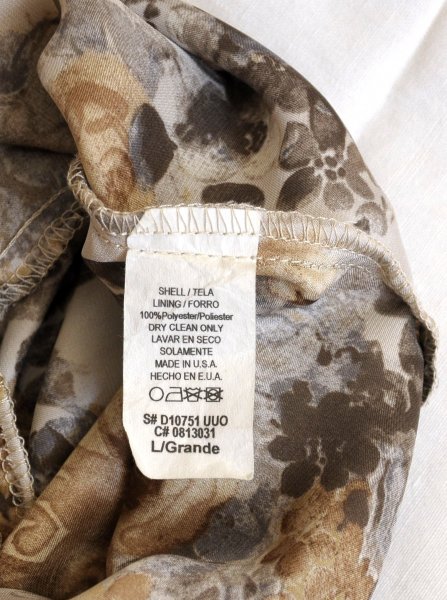 SHELL / TELA
LINING / FORRO
100%Polyester/Poliester
DRY CLEAN ONLY
LAVAR EN SECO
SOLAMENTE
MADE IN U.S.A.
HECHO EN E.U.A.
S# D10751 UUO
C# 0813031
L/Grande